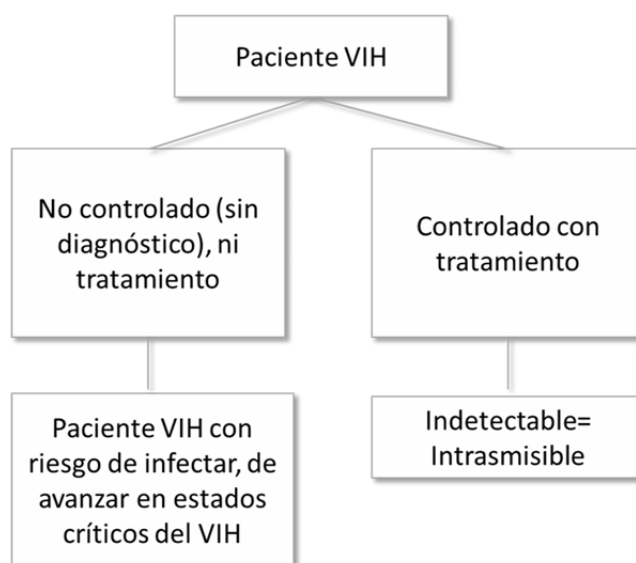 Paciente VIH
No controlado (sin
diagnóstico), ni
tratamiento
Controlado con
tratamiento
Paciente VIH con
riesgo de infectar, de
avanzar en estados
críticos del VIH
Indetectable=
Intrasmisible